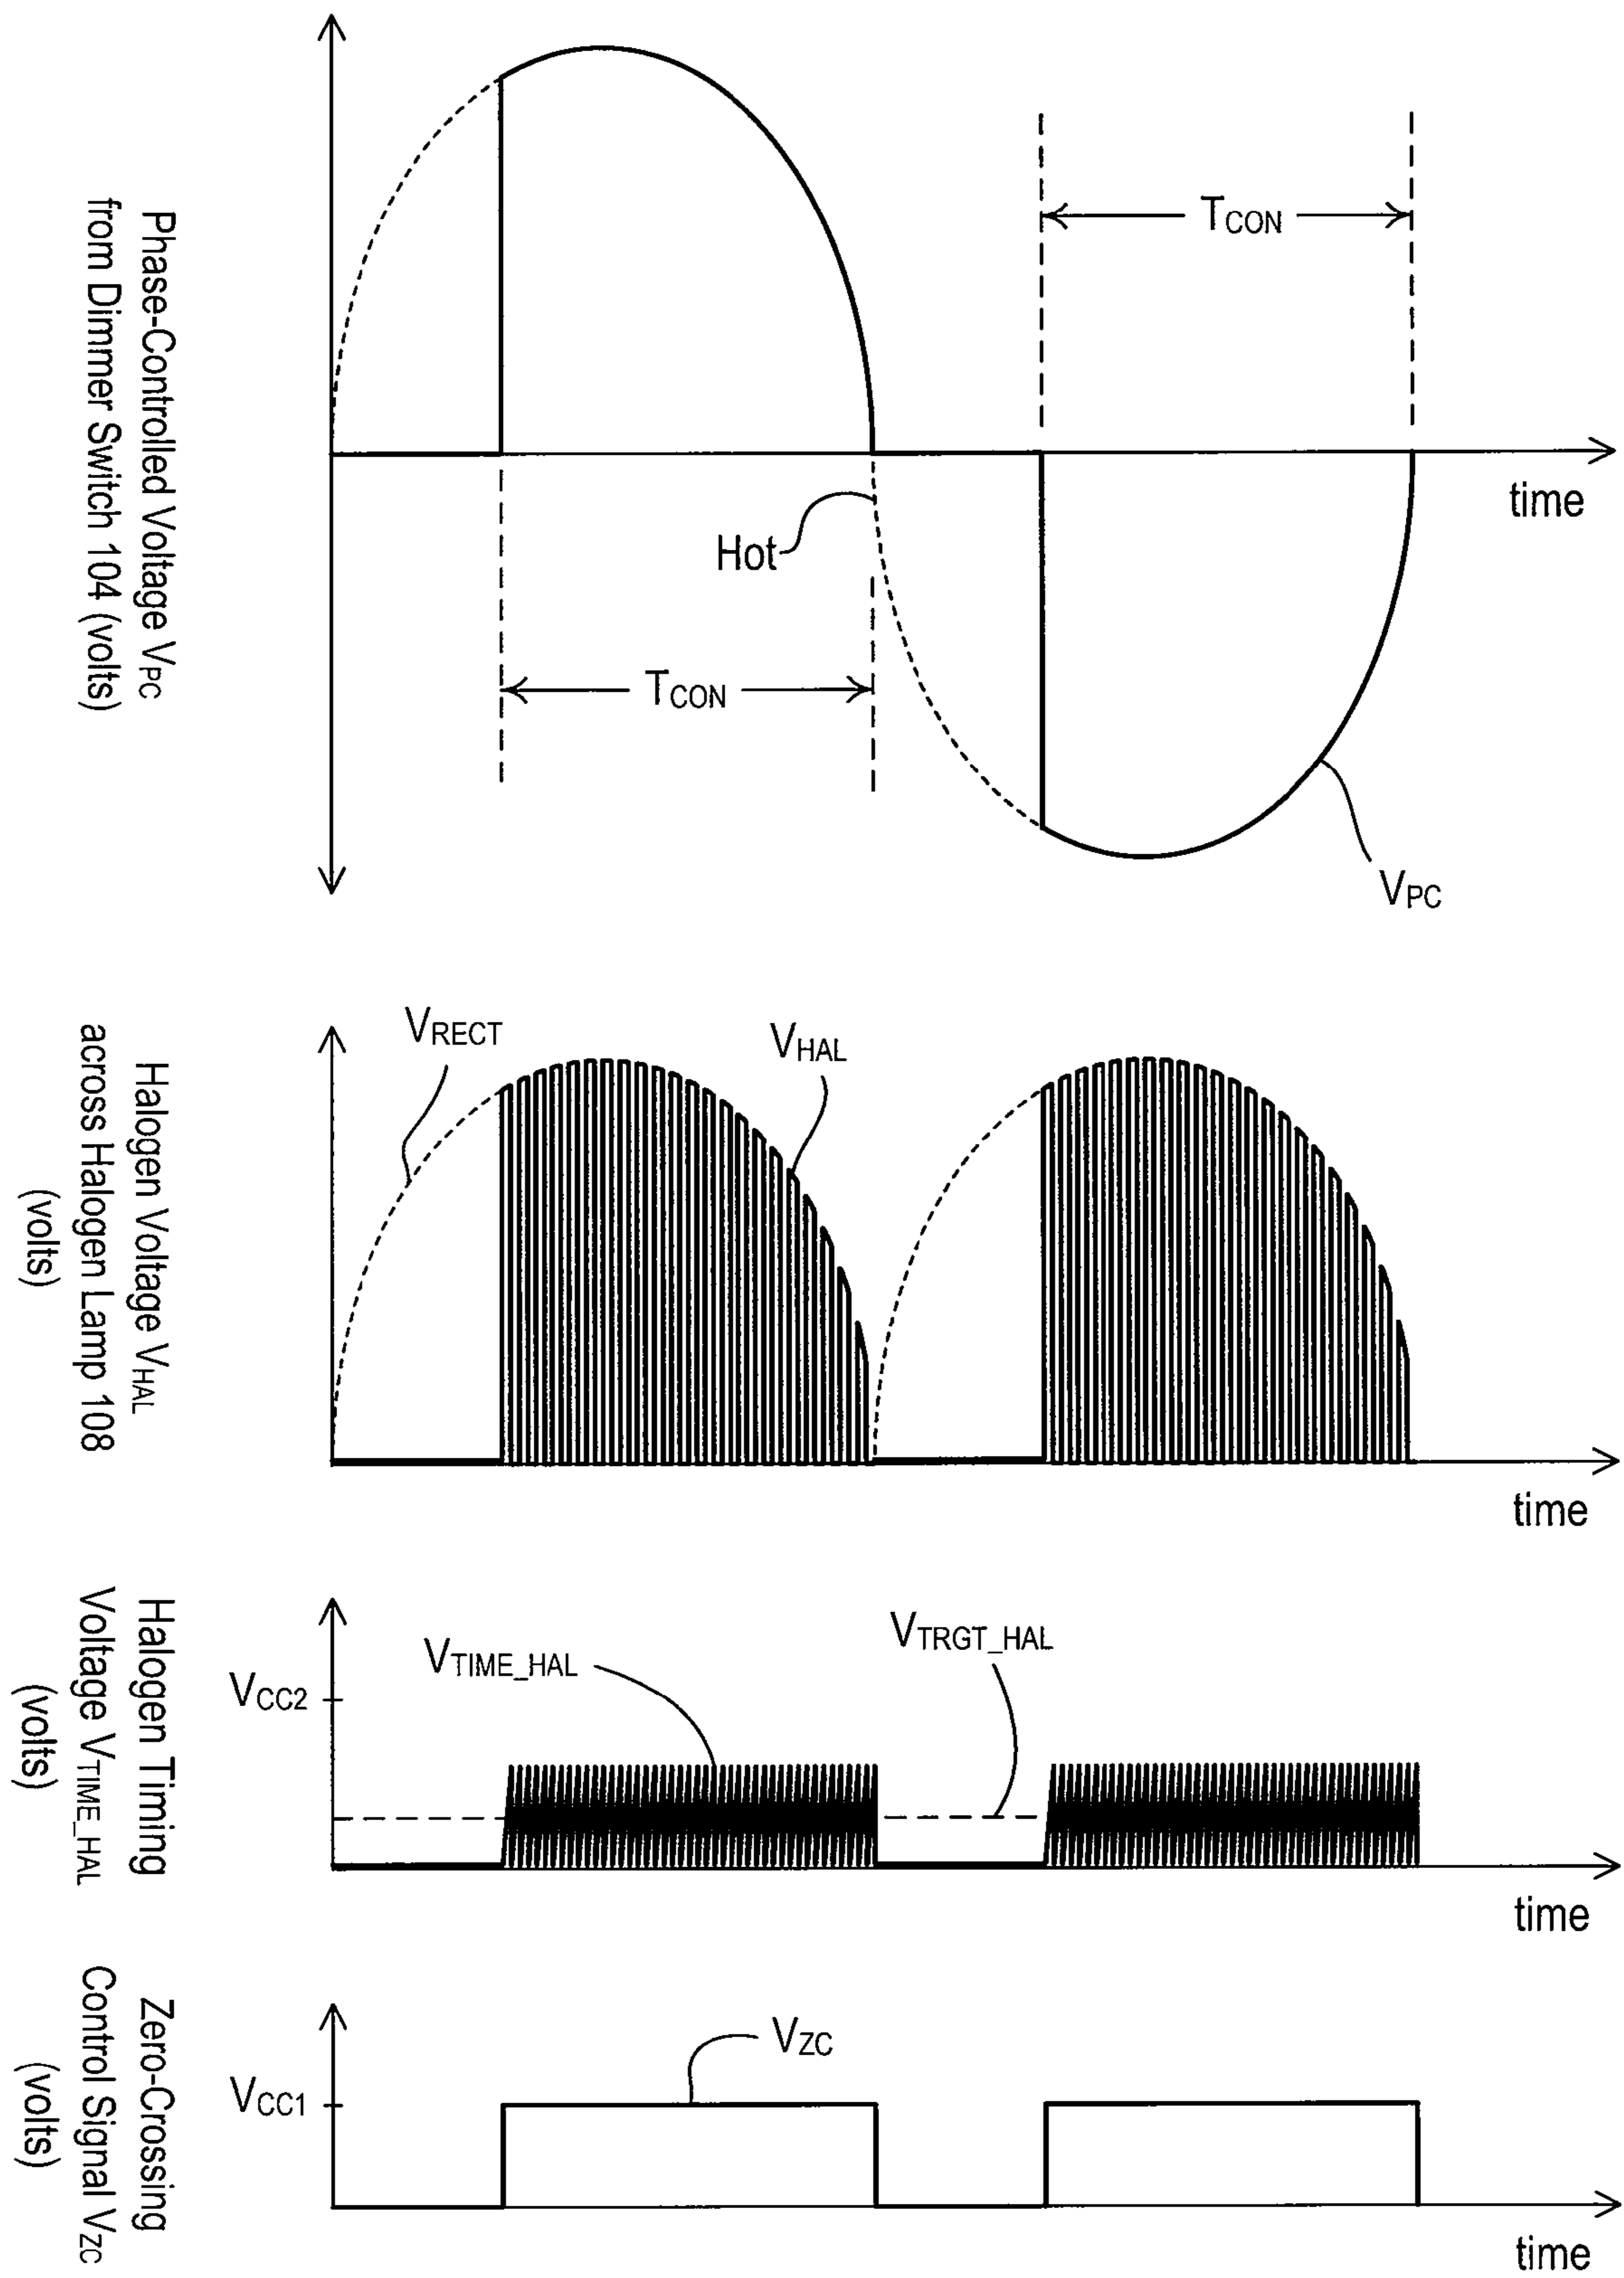 Phase-Controlled Voltage VPC
from Dimmer Switch 104 (volts)
TCON
time
Hot
TCON
VPC
Halogen Voltage VHAL
across Halogen Lamp 108
(volts)
VRECT
VHAL
time
Halogen Timing
Voltage VTIME_HAL
(volts)
VCC2
VTIME_HAL
VTRGT_HAL
time
Zero-Crossing
Control Signal VZC
(volts)
VCC1
VZC
time